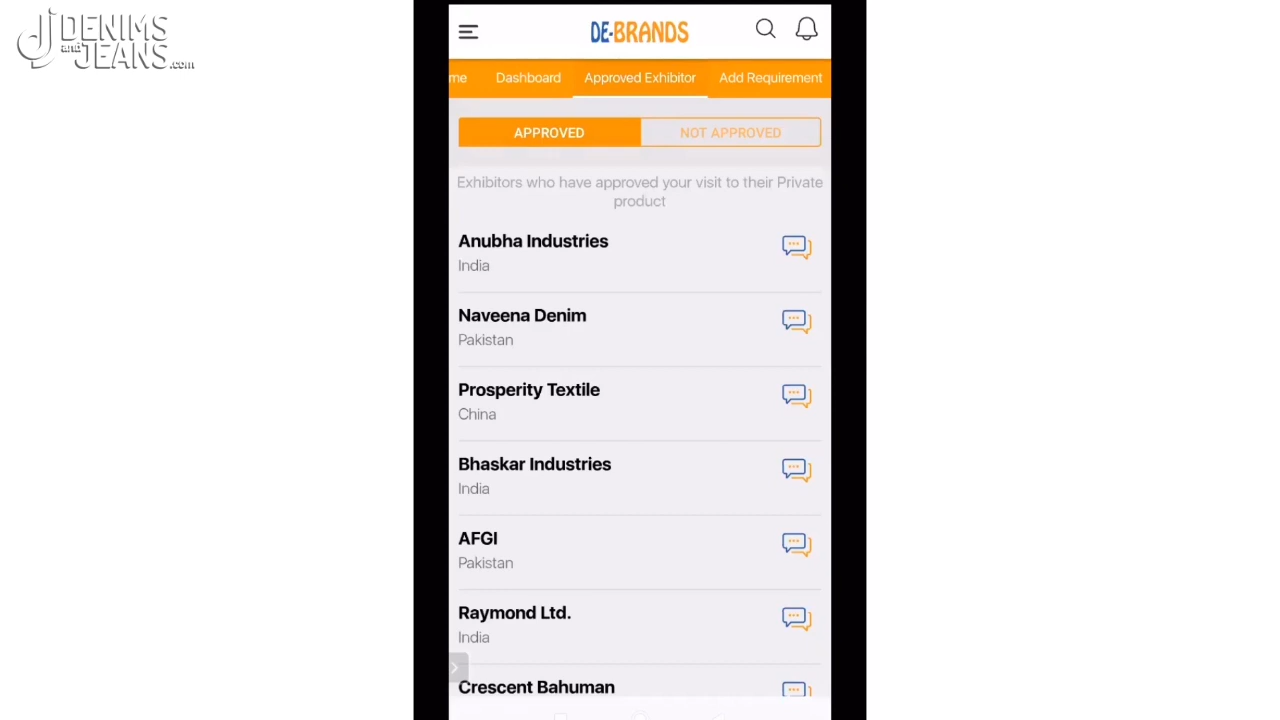 DENIMS
and
JEANS.com
DE-BRANDS
me Dashboard Approved Exhibitor Add Requirement
APPROVED NOT APPROVED
Exhibitors who have approved your visit to their Private
product
Anubha Industries
India
Naveena Denim
Pakistan
Prosperity Textile
China
Bhaskar Industries
India
AFGI
Pakistan
Raymond Ltd.
India
Crescent Bahuman